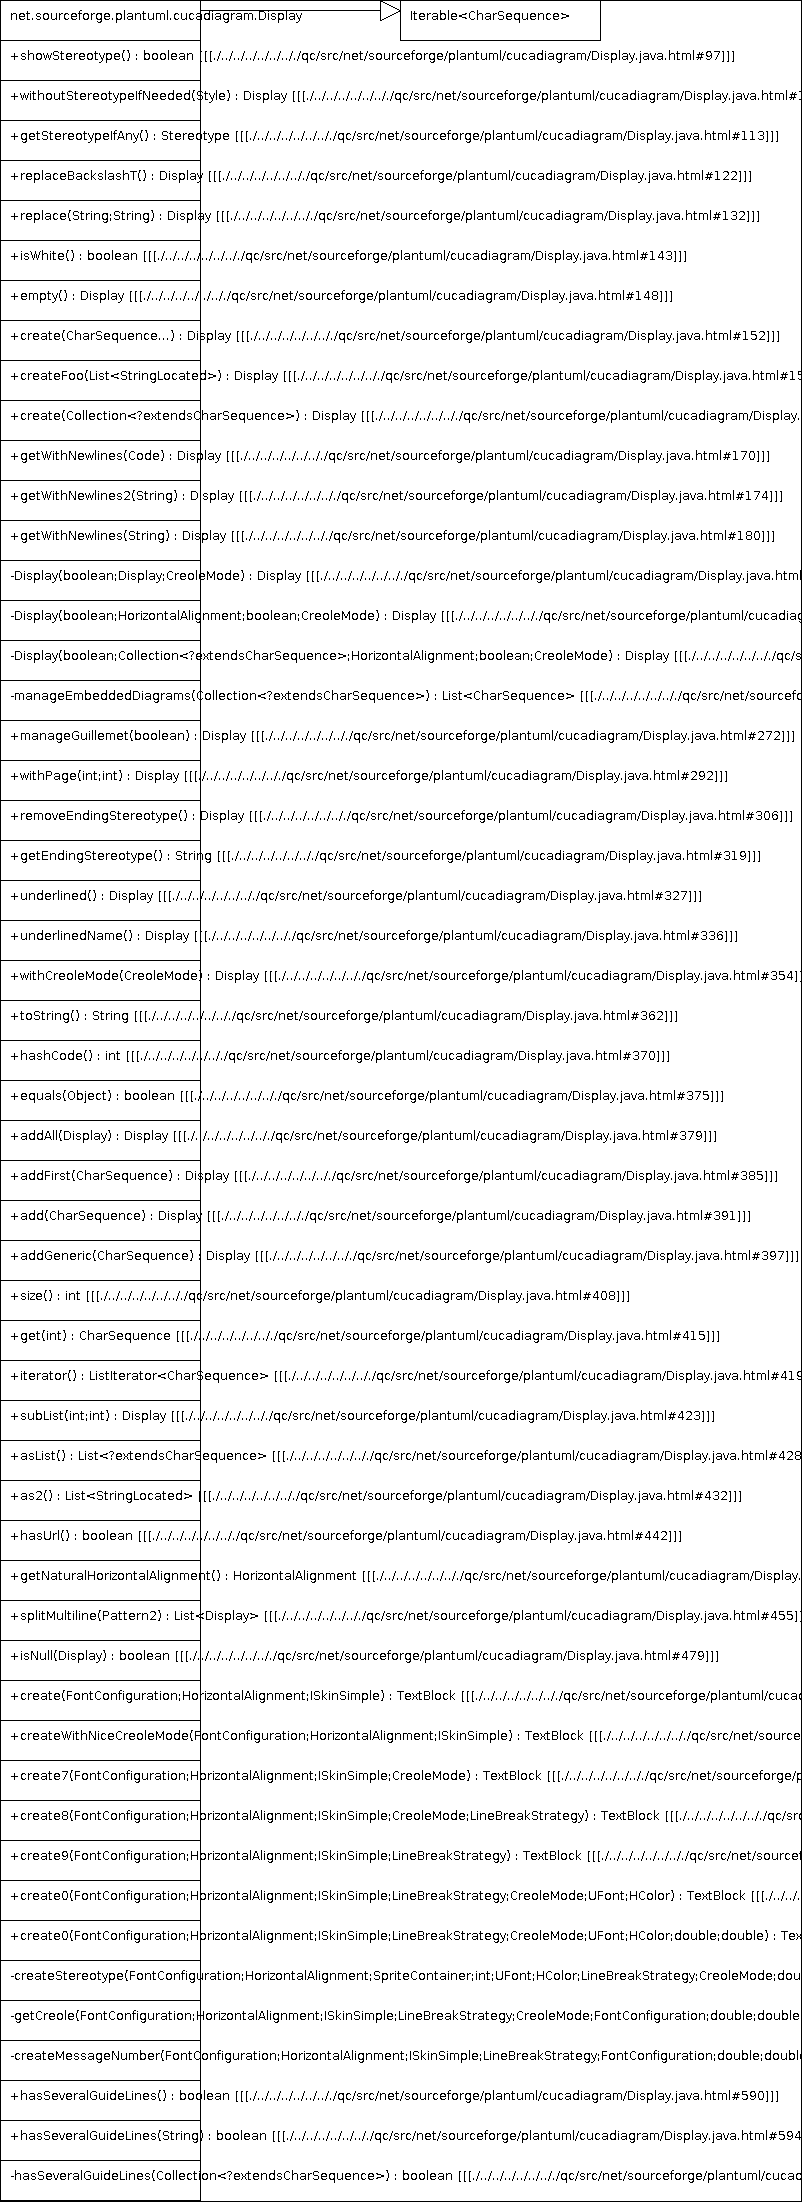 net.sourceforge.plantuml.cucadiagram.Display
Iterable<CharSequence>
+showStereotype() : boolean [[[./../../../../../../../qc/src/net/sourceforge/plantuml/cucadiagram/Display.java.html#97]]]
+withoutStereotypeIfNeeded(Style) : Display [[[./../../../../../../../qc/src/net/sourceforge/plantuml/cucadiagram/Display.java.html#1
+getStereotypeIfAny() : Stereotype [[[./../../../../../../../qc/src/net/sourceforge/plantuml/cucadiagram/Display.java.html#113]]]
+replaceBackslashT() : Display [[[./../../../../../../../qc/src/net/sourceforge/plantuml/cucadiagram/Display.java.html#122]]]
+replace(String;String) : Display [[[./../../../../../../../qc/src/net/sourceforge/plantuml/cucadiagram/Display.java.html#132]]]
+isWhite() : boolean [[[./../../../../../../../qc/src/net/sourceforge/plantuml/cucadiagram/Display.java.html#143]]]
+empty() : Display [[[./../../../../../../../qc/src/net/sourceforge/plantuml/cucadiagram/Display.java.html#148]]]
+create(CharSequence...) : Display [[[./../../../../../../../qc/src/net/sourceforge/plantuml/cucadiagram/Display.java.html#152]]]
+createFoo(List<StringLocated>) : Display [[[./../../../../../../../qc/src/net/sourceforge/plantuml/cucadiagram/Display.java.html#15
+create(Collection<?extendsCharSequence>) : Display [[[./../../../../../../../qc/src/net/sourceforge/plantuml/cucadiagram/Display.
+getWithNewlines(Code) : Display [[[./../../../../../../../qc/src/net/sourceforge/plantuml/cucadiagram/Display.java.html#170]]]
+getWithNewlines2(String) : Display [[[./../../../../../../../qc/src/net/sourceforge/plantuml/cucadiagram/Display.java.html#174]]]
+getWithNewlines(String) : Display [[[./../../../../../../../qc/src/net/sourceforge/plantuml/cucadiagram/Display.java.html#180]]]
-Display(boolean;Display;CreoleMode) : Display [[[./../../../../../../../qc/src/net/sourceforge/plantuml/cucadiagram/Display.java.html
-Display(boolean;HorizontalAlignment;boolean;CreoleMode) : Display [[[./../../../../../../../qc/src/net/sourceforge/plantuml/cucadiag
-Display(boolean;Collection<?extendsCharSequence>;HorizontalAlignment;boolean;CreoleMode) : Display [[[./../../../../../../../qc/s
-manageEmbeddedDiagrams(Collection<?extendsCharSequence>) : List<CharSequence> [[[./../../../../../../../qc/src/net/sourcefo
+manageGuillemet(boolean) : Display [[[./../../../../../../../qc/src/net/sourceforge/plantuml/cucadiagram/Display.java.html#272]]]
+withPage(int;int) : Display [[[./../../../../../../../qc/src/net/sourceforge/plantuml/cucadiagram/Display.java.html#292]]]
+removeEndingStereotype() : Display [[[./../../../../../../../qc/src/net/sourceforge/plantuml/cucadiagram/Display.java.html#306]]]
+getEndingStereotype() : String [[[./../../../../../../../qc/src/net/sourceforge/plantuml/cucadiagram/Display.java.html#319]]]
+underlined() : Display [[[./../../../../../../../qc/src/net/sourceforge/plantuml/cucadiagram/Display.java.html#327]]]
+underlinedName() : Display [[[./../../../../../../../qc/src/net/sourceforge/plantuml/cucadiagram/Display.java.html#336]]]
+withCreoleMode(CreoleMode) : Display [[[./../../../../../../../qc/src/net/sourceforge/plantuml/cucadiagram/Display.java.html#354]]
+toString() : String [[[./../../../../../../../qc/src/net/sourceforge/plantuml/cucadiagram/Display.java.html#362]]]
+hashCode() : int [[[./../../../../../../../qc/src/net/sourceforge/plantuml/cucadiagram/Display.java.html#370]]]
+equals(Object) : boolean [[[./../../../../../../../qc/src/net/sourceforge/plantuml/cucadiagram/Display.java.html#375]]]
+addAll(Display) : Display [[[./../../../../../../../qc/src/net/sourceforge/plantuml/cucadiagram/Display.java.html#379]]]
+addFirst(CharSequence) : Display [[[./../../../../../../../qc/src/net/sourceforge/plantuml/cucadiagram/Display.java.html#385]]]
+add(CharSequence) : Display [[[./../../../../../../../qc/src/net/sourceforge/plantuml/cucadiagram/Display.java.html#391]]]
+addGeneric(CharSequence) : Display [[[./../../../../../../../qc/src/net/sourceforge/plantuml/cucadiagram/Display.java.html#397]]]
+size() : int [[[./../../../../../../../qc/src/net/sourceforge/plantuml/cucadiagram/Display.java.html#408]]]
+get(int) : CharSequence [[[./../../../../../../../qc/src/net/sourceforge/plantuml/cucadiagram/Display.java.html#415]]]
+iterator() : ListIterator<CharSequence> [[[./../../../../../../../qc/src/net/sourceforge/plantuml/cucadiagram/Display.java.html#419
+subList(int;int) : Display [[[./../../../../../../../qc/src/net/sourceforge/plantuml/cucadiagram/Display.java.html#423]]]
+asList() : List<?extendsCharSequence> [[[./../../../../../../../qc/src/net/sourceforge/plantuml/cucadiagram/Display.java.html#428
+as2() : List<StringLocated> [[[./../../../../../../../qc/src/net/sourceforge/plantuml/cucadiagram/Display.java.html#432]]]
+hasUrl() : boolean [[[./../../../../../../../qc/src/net/sourceforge/plantuml/cucadiagram/Display.java.html#442]]]
+getNaturalHorizontalAlignment() : HorizontalAlignment [[[./../../../../../../../qc/src/net/sourceforge/plantuml/cucadiagram/Display.
+splitMultiline(Pattern2) : List<Display> [[[./../../../../../../../qc/src/net/sourceforge/plantuml/cucadiagram/Display.java.html#455]]
+isNull(Display) : boolean [[[./../../../../../../../qc/src/net/sourceforge/plantuml/cucadiagram/Display.java.html#479]]]
+create(FontConfiguration;HorizontalAlignment;ISkinSimple) : TextBlock [[[./../../../../../../../qc/src/net/sourceforge/plantuml/cucad
+createWithNiceCreoleMode(FontConfiguration;HorizontalAlignment;ISkinSimple) : TextBlock [[[./../../../../../../../qc/src/net/source
+create7(FontConfiguration;HorizontalAlignment;ISkinSimple;CreoleMode) : TextBlock [[[./../../../../../../../qc/src/net/sourceforge/p
+create8(FontConfiguration;HorizontalAlignment;ISkinSimple;CreoleMode;LineBreakStrategy) : TextBlock [[[./../../../../../../../qc/src
+create9(FontConfiguration;HorizontalAlignment;ISkinSimple;LineBreakStrategy) : TextBlock [[[./../../../../../../../qc/src/net/sourcef
+create0(FontConfiguration;HorizontalAlignment;ISkinSimple;LineBreakStrategy;CreoleMode;UFont;HColor) : TextBlock [[[./../../.
+create0(FontConfiguration;HorizontalAlignment;ISkinSimple;LineBreakStrategy;CreoleMode;UFont;HColor;double;double) : Tex
-createStereotype(FontConfiguration;HorizontalAlignment;SpriteContainer;int;UFont;HColor;LineBreakStrategy;CreoleMode;dou
-getCreole(FontConfiguration;HorizontalAlignment;ISkinSimple;LineBreakStrategy;CreoleMode;FontConfiguration;double;double
-createMessageNumber(FontConfiguration;HorizontalAlignment;ISkinSimple;LineBreakStrategy;FontConfiguration;double;doubl
+hasSeveralGuideLines() : boolean [[[./../../../../../../../qc/src/net/sourceforge/plantuml/cucadiagram/Display.java.html#590]]]
+hasSeveralGuideLines(String) : boolean [[[./../../../../../../../qc/src/net/sourceforge/plantuml/cucadiagram/Display.java.html#594
-hasSeveralGuideLines(Collection<?extendsCharSequence>) : boolean [[[./../../../../../../../qc/src/net/sourceforge/plantuml/cucad